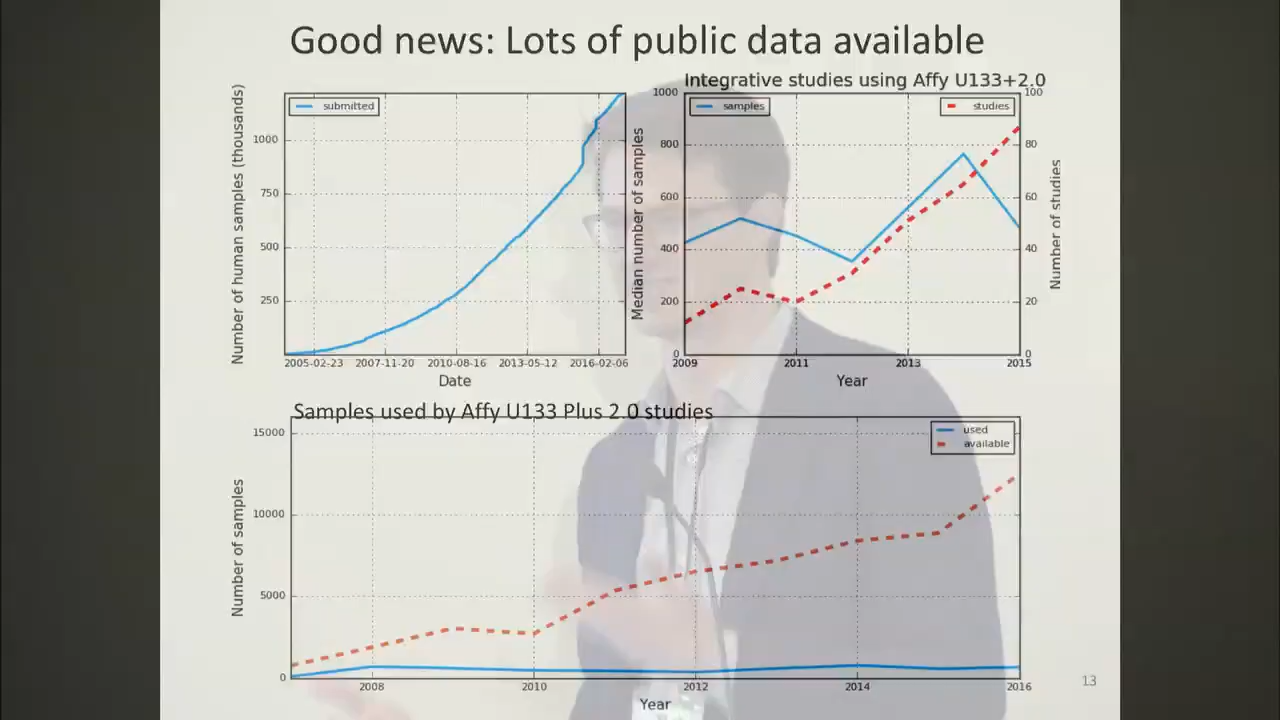 Good news: Lots of public data available
Number of human samples (thousands)
submitted
1000
750
500
250
2005-02-23 2007-11-20 2010-08-16 2013-05-12 2016-02-06
Date
Integrative studies using Affy U133+2.0
Median number of samples
samples
studies
1000
800
600
400
200
0
100
80
60
40
20
0
Number of studies
2009 2011 2013 2015
Year
Samples used by Affy U133 Plus 2.0 studies
Number of samples
used
available
15000
10000
5000
0
2008 2010 2012 2014 2016
Year
13